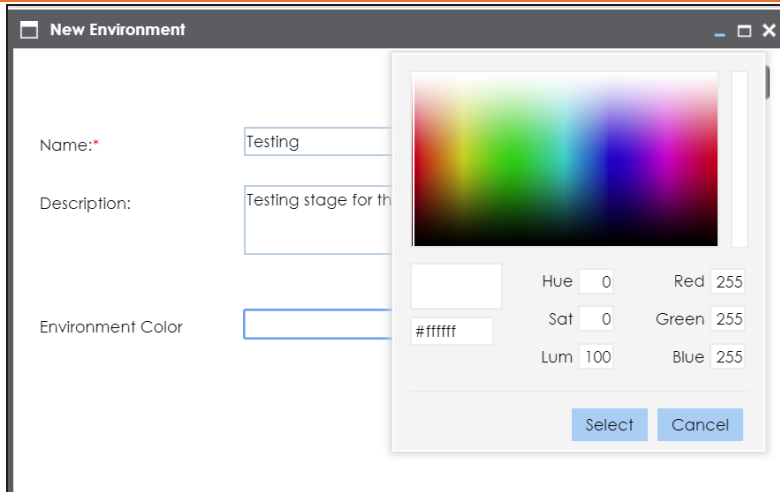 New Environment
Name:*
Testing
Description:
Testing stage for th
Environment Color
#ffffff
Hue 0
Red 255
Sat 0
Green 255
Lum 100
Blue 255
Select
Cancel